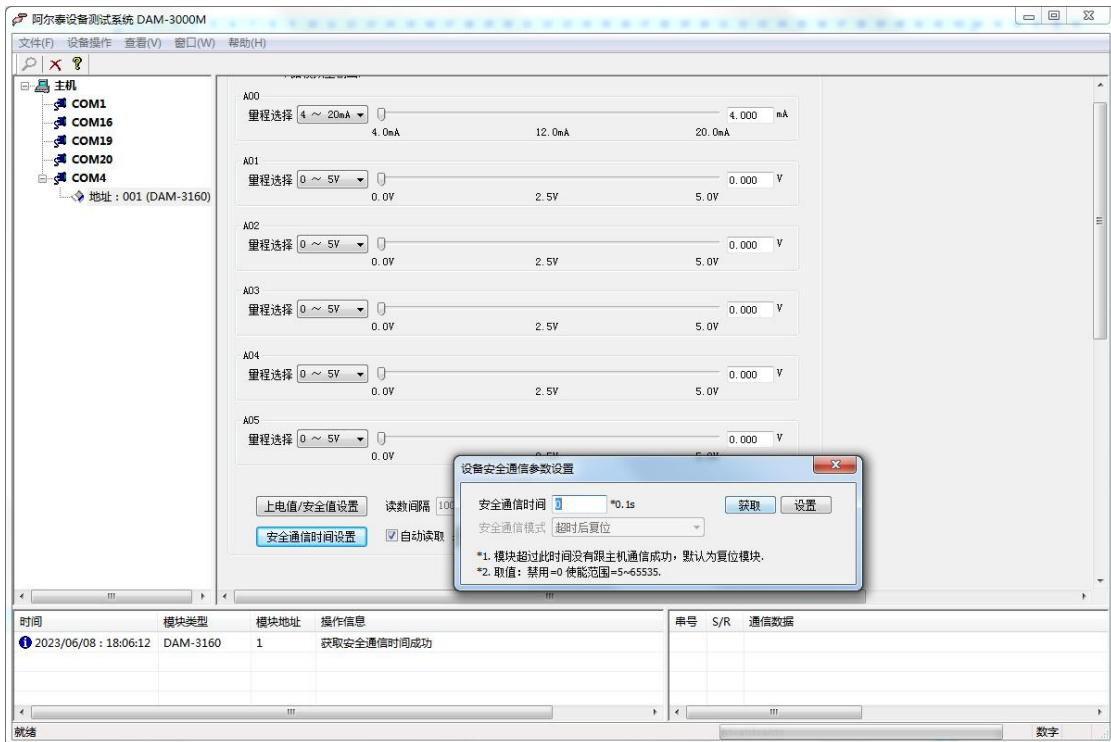 阿尔泰设备测试系统 DAM-3000M
文件(F) 设备操作 查看(V) 窗口(W) 帮助(H)
主机
COM1
COM16
COM19
COM20
COM4
地址：001 (DAM-3160)
AO0
量程选择 4 ～ 20mA 4.000 mA
4.0mA 12.0mA 20.0mA
AO1
量程选择 0 ～ 5V 0.000 V
0.0V 2.5V 5.0V
AO2
量程选择 0 ～ 5V 0.000 V
0.0V 2.5V 5.0V
AO3
量程选择 0 ～ 5V 0.000 V
0.0V 2.5V 5.0V
AO4
量程选择 0 ～ 5V 0.000 V
0.0V 2.5V 5.0V
AO5
量程选择 0 ～ 5V 0.000 V
0.0V
上电值/安全值设置 读数间隔 100
安全通信时间设置 自动读取
设备安全通信参数设置
安全通信时间 0 *0.1s 获取 设置
安全通信模式 超时后复位
*1. 模块超过此时间没有跟主机通信成功，默认为复位模块.
*2. 取值：禁用=0 使能范围=5~65535.
时间 模块类型 模块地址 操作信息
2023/06/08：18:06:12 DAM-3160 1 获取安全通信时间成功
串号 S/R 通信数据
就绪 数字